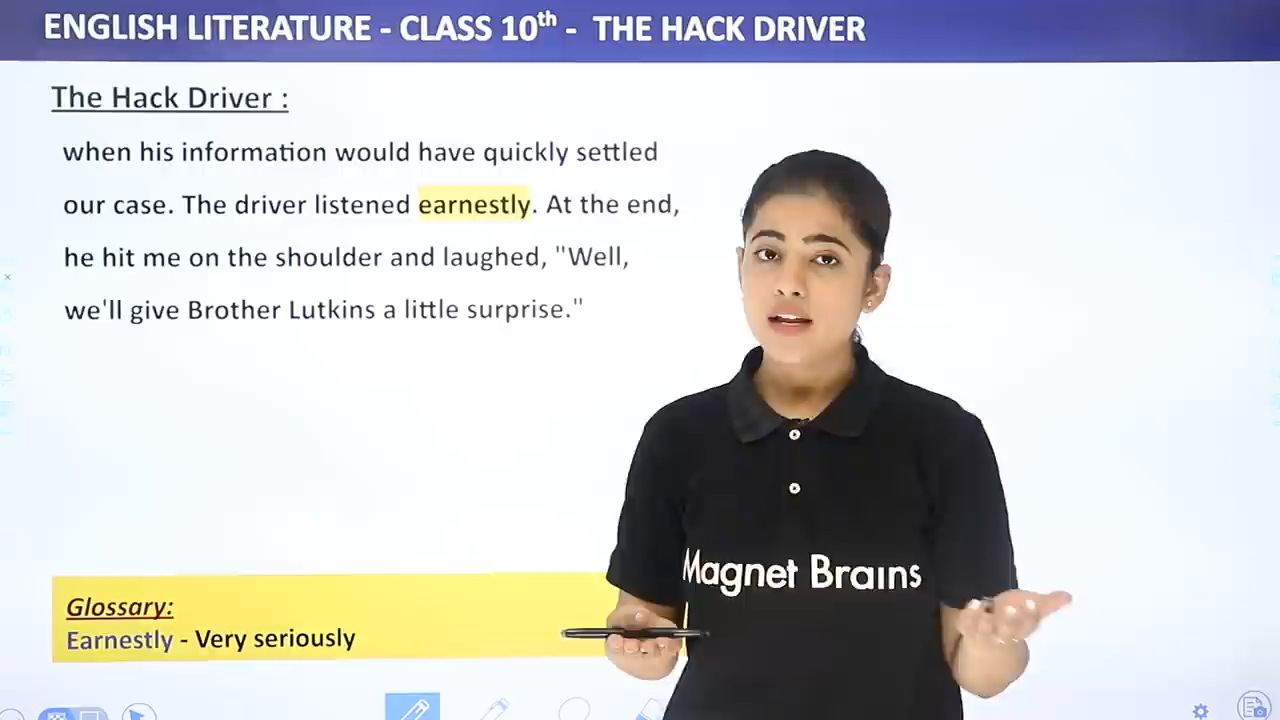 ENGLISH LITERATURE - CLASS 10th - THE HACK DRIVER
The Hack Driver :
when his information would have quickly settled
our case. The driver listened earnestly. At the end,
he hit me on the shoulder and laughed, "Well,
we'll give Brother Lutkins a little surprise."
Magnet Brains
Glossary:
Earnestly - Very seriously